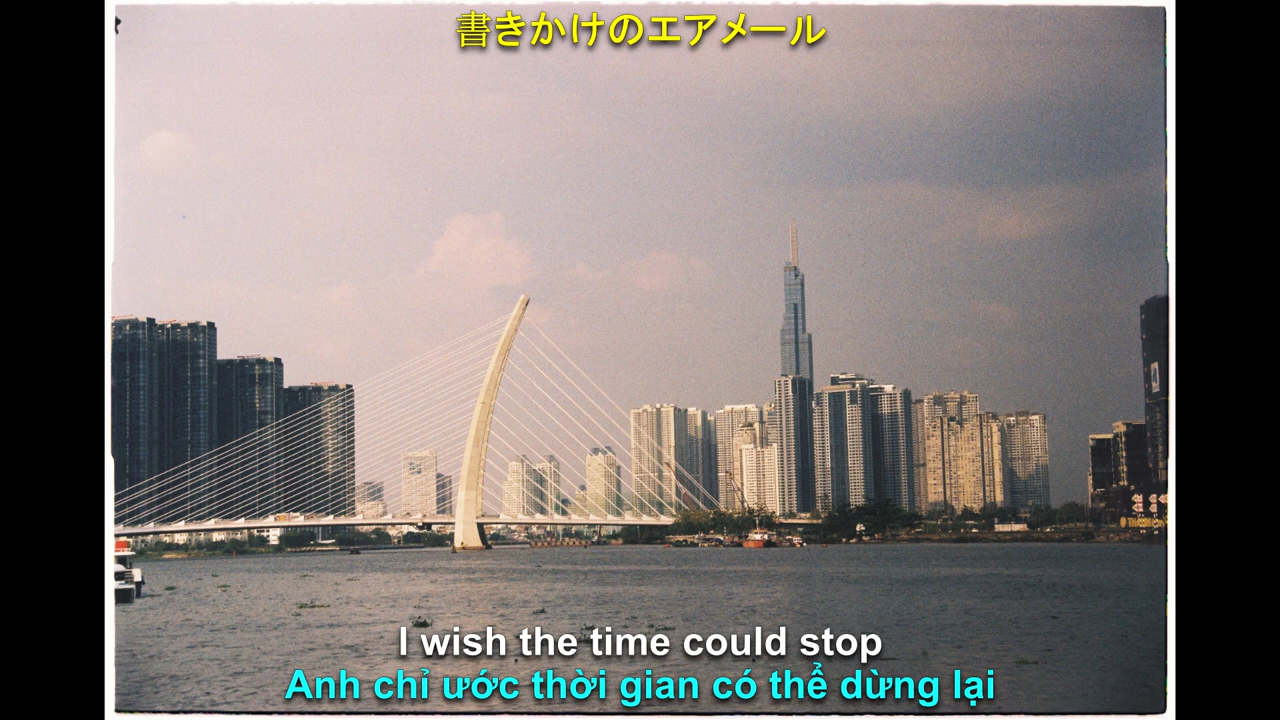 書きかけのエアメール
I wish the time could stop
Anh chỉ ước thời gian có thể dừng lại